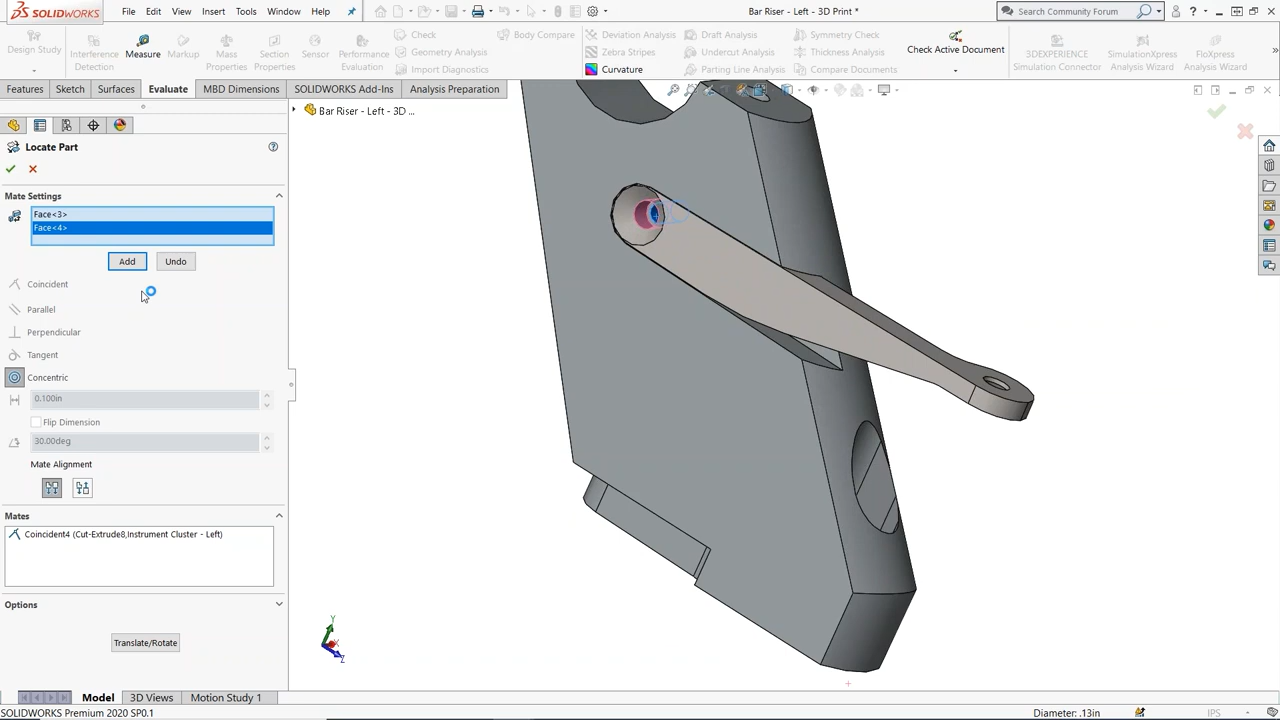 SOLIDWORKS File Edit View Insert Tools Window Help Bar Riser - Left - 3D Print * Search Community Forum
Design Study Interference Detection Measure Markup Mass Properties Section Properties Sensor Performance Evaluation Check Geometry Analysis Import Diagnostics Body Compare Deviation Analysis Zebra Stripes Curvature Draft Analysis Undercut Analysis Parting Line Analysis Symmetry Check Thickness Analysis Compare Documents Check Active Document 3DEXPERIENCE Simulation Connector SimulationXpress Analysis Wizard FloXpress Analysis Wizard
Features Sketch Surfaces Evaluate MBD Dimension SOLIDWORKS Add-Ins Analysis Preparation
Bar Riser - Left - 3D ...
Locate Part
Mate Settings
Face<3>
Face<4>
Add Undo
Coincident
Parallel
Perpendicular
Tangent
Concentric
0.100in
Flip Dimension
30.00deg
Mate Alignment
Mates
Coincident4 (Cut-Extrude8,Instrument Cluster - Left)
Options
Translate/Rotate
Y
X
Z
Model 3D Views Motion Study 1
SOLIDWORKS Premium 2020 SP0.1 Diameter: .13in IPS